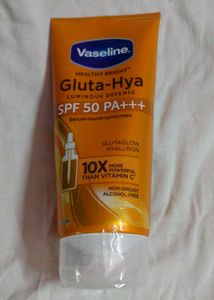 Vaseline.
HEALTHY BRIGHT™
Gluta-Hya
LUMINOUS DEFENSE
SPF 50 PA+++
Serum-burst-sunscreen
GLUTAGLOW
HYALURON
10X MORE
POWERFUL
THAN VITAMIN C*
NON-GREASY
ALCOHOL-FREE